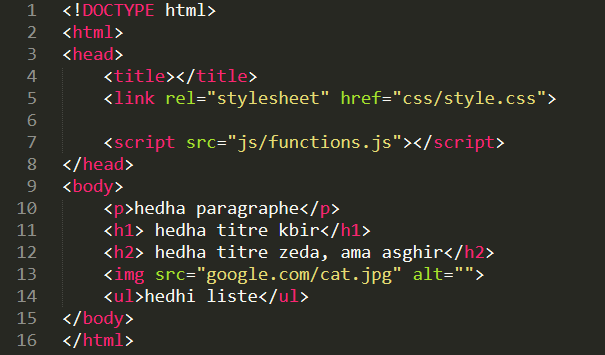 1 <!DOCTYPE html>
2 <html>
3 <head>
4     <title></title>
5     <link rel="stylesheet" href="css/style.css">
6
7     <script src="js/functions.js"></script>
8 </head>
9 <body>
10     <p>hedha paragraphe</p>
11     <h1> hedha titre kbir</h1>
12     <h2> hedha titre zeda, ama asghir</h2>
13     <img src="google.com/cat.jpg" alt="">
14     <ul>hedhi liste</ul>
15 </body>
16 </html>